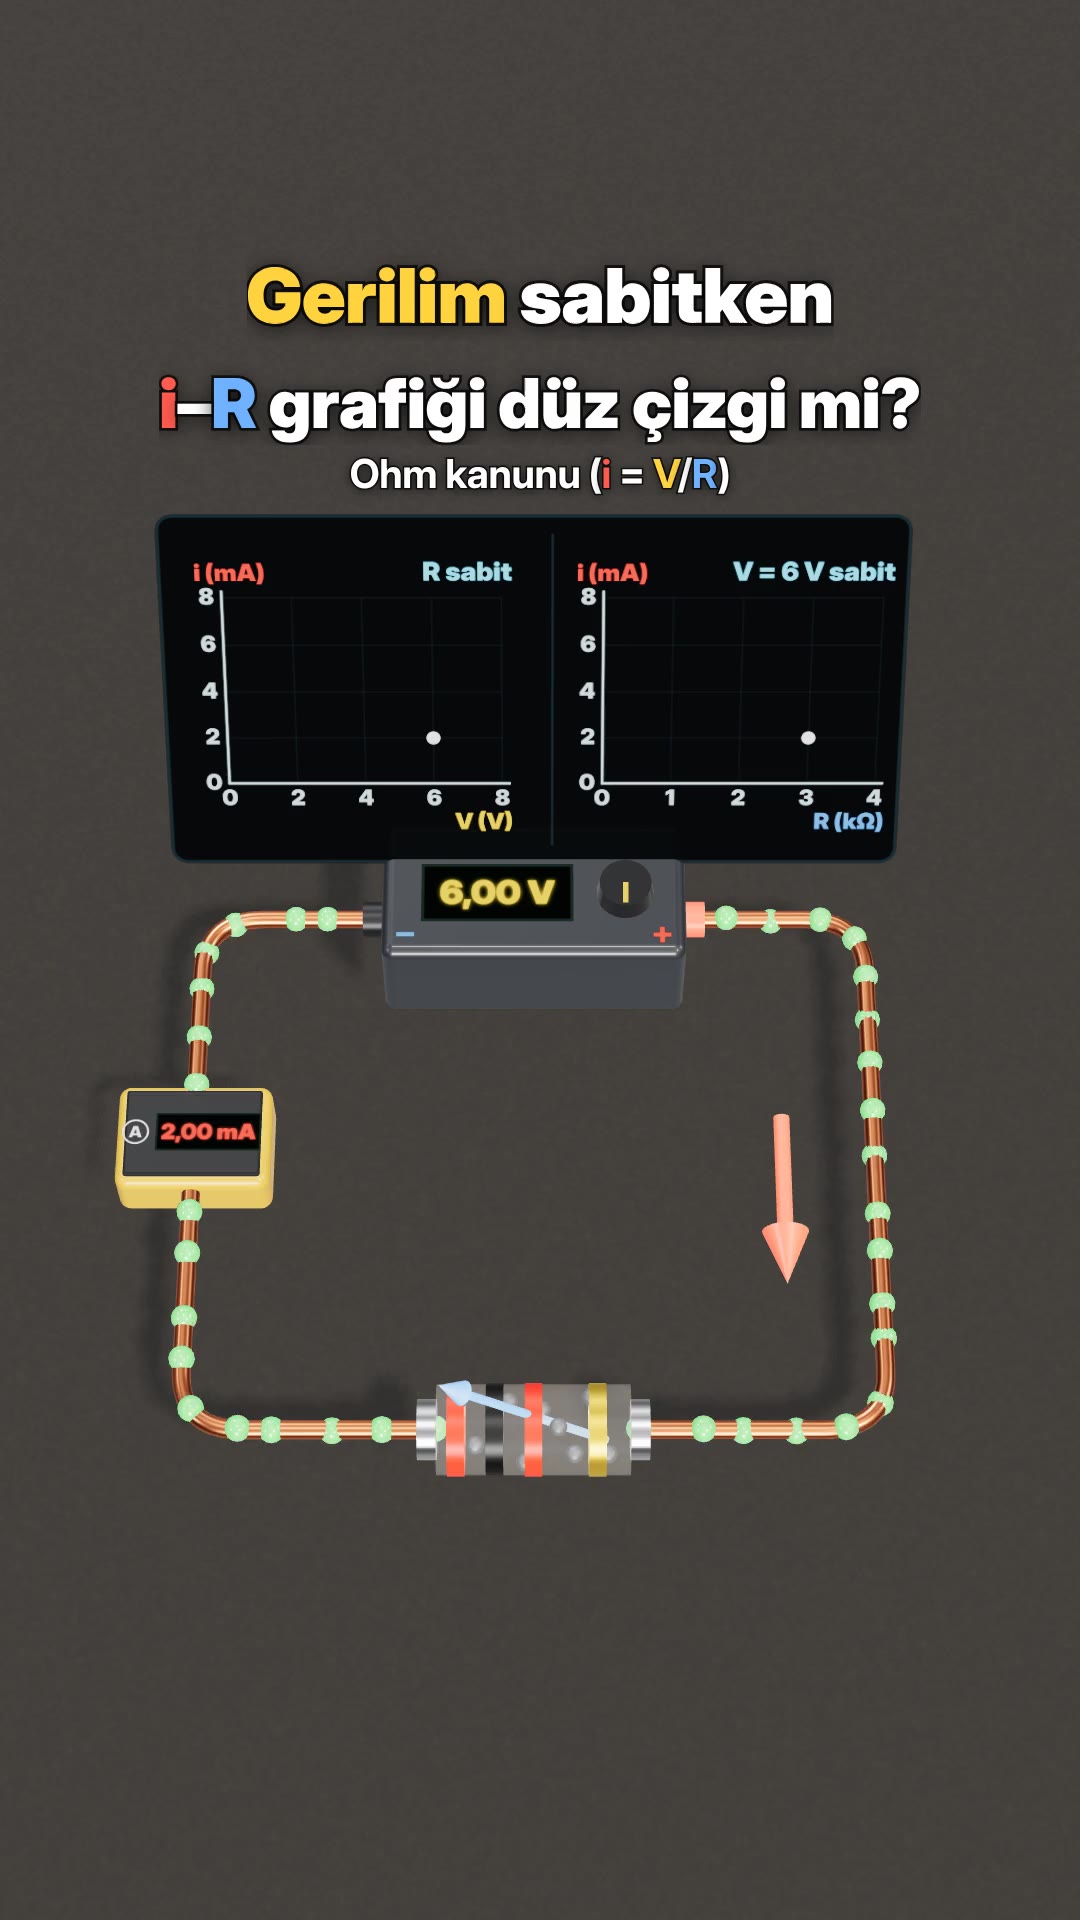 Gerilim sabitken
i–R grafiği düz çizgi mi?
Ohm kanunu (i = V/R)
i (mA)
R sabit
8
6
4
2
0
0 2 4 6 8
V (V)
i (mA)
V = 6 V sabit
8
6
4
2
0
0 1 2 3 4
R (kΩ)
6,00 V
− +
A 2,00 mA